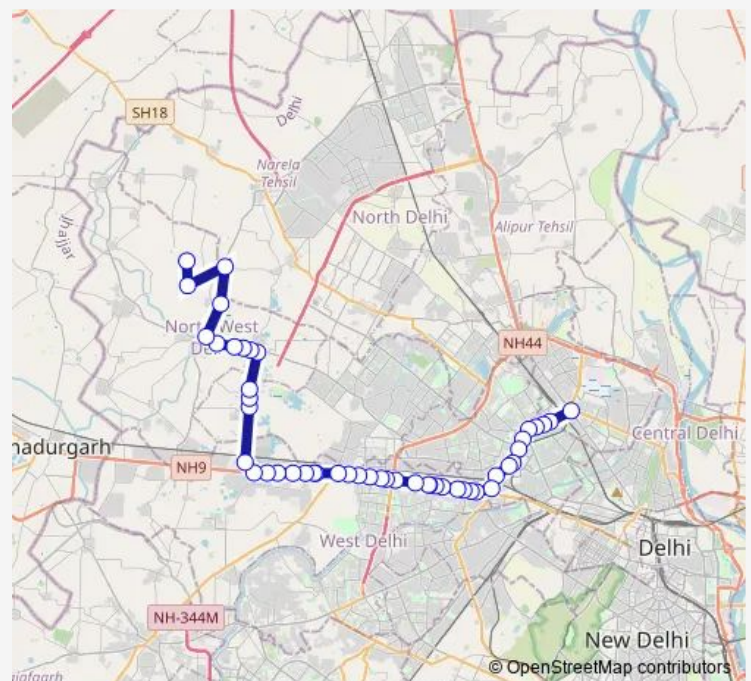 SH18
Delhi
Narela
Tehsil
North Delhi
Alipur Tehsil
Jhajjar
North West
NH44
Central Delhi
hadurgarh
NH9
West Delhi
Delhi
NH-344M
New Delhi
© OpenStreetMap contributors